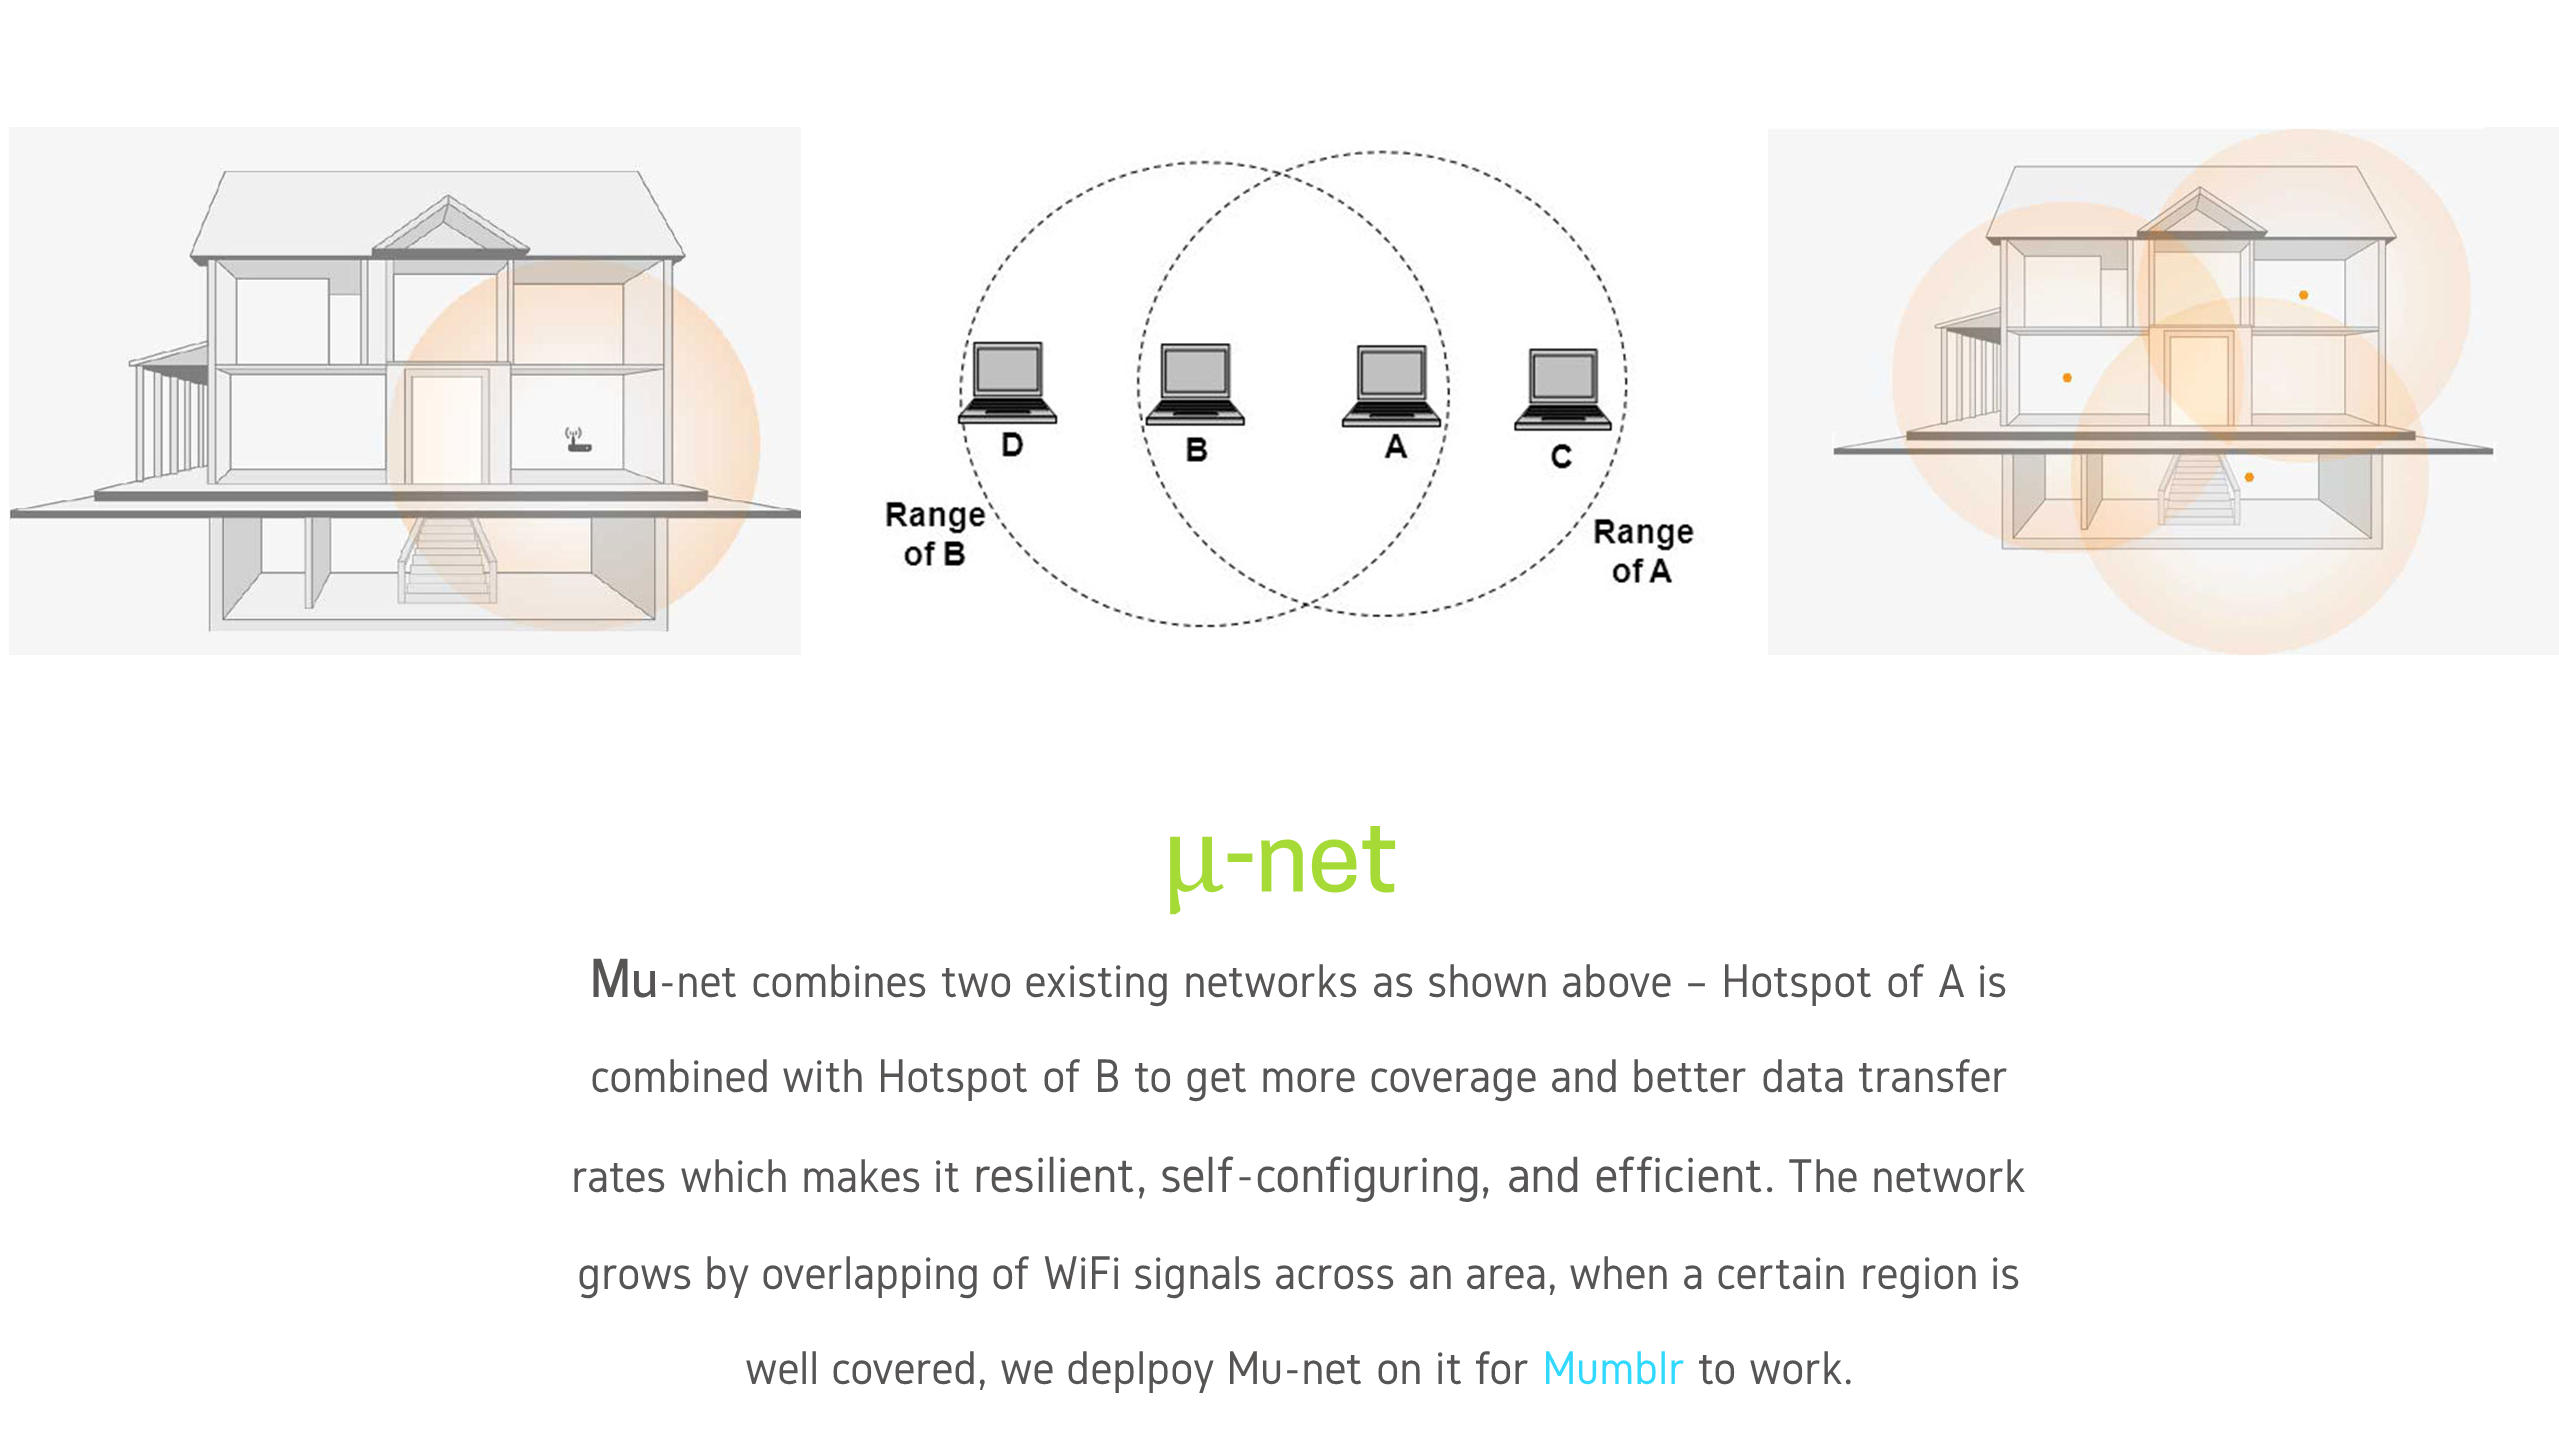 D
B
A
C
Range
of B
Range
of A
µ-net
Mu-net combines two existing networks as shown above – Hotspot of A is
combined with Hotspot of B to get more coverage and better data transfer
rates which makes it resilient, self-configuring, and efficient. The network
grows by overlapping of WiFi signals across an area, when a certain region is
well covered, we deplpoy Mu-net on it for Mumblr to work.